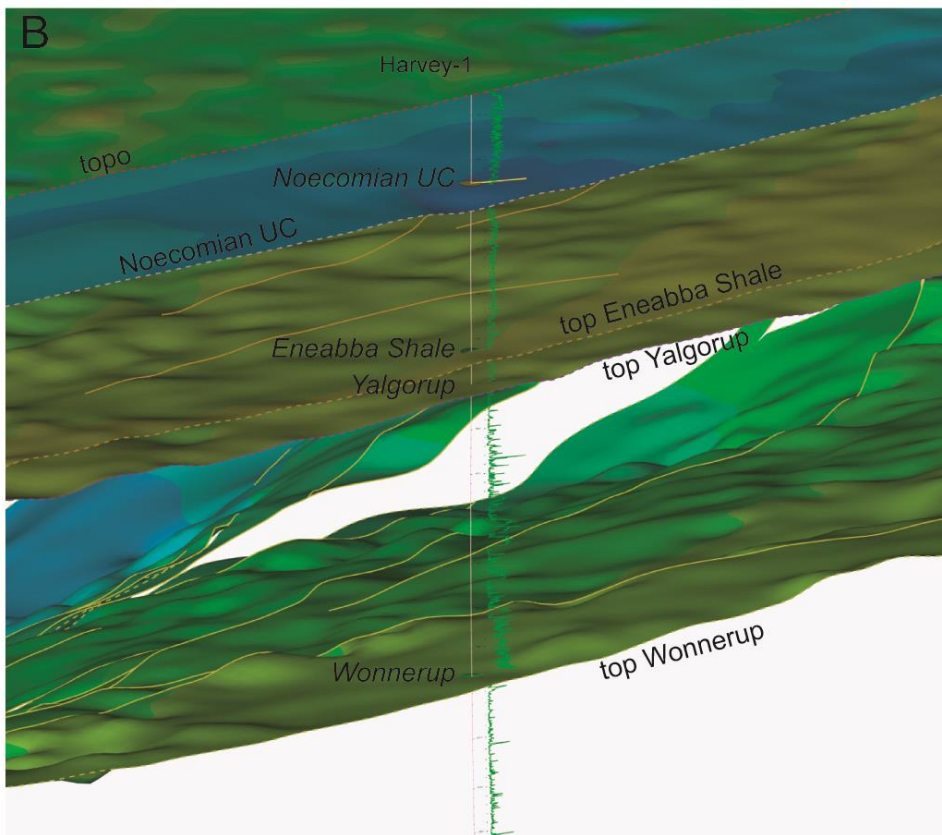 B
Harvey-1
topo
Noecomian UC
Noecomian UC
top Eneabba Shale
Eneabba Shale
top Yalgorup
Yalgorup
Wonnerup
top Wonnerup